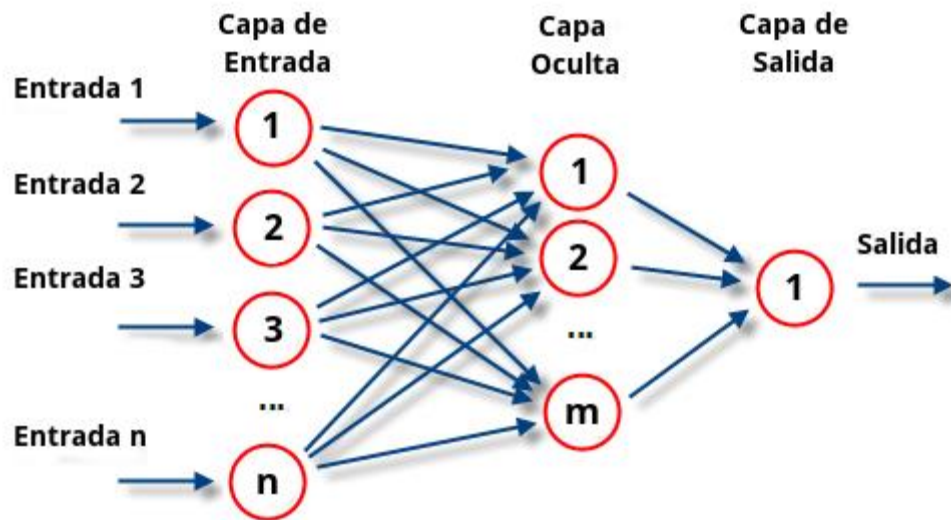 Capa de
Entrada
Capa
Oculta
Capa de
Salida
Entrada 1
1
Entrada 2
2
Entrada 3
3
...
Entrada n
n
1
2
...
m
1
Salida